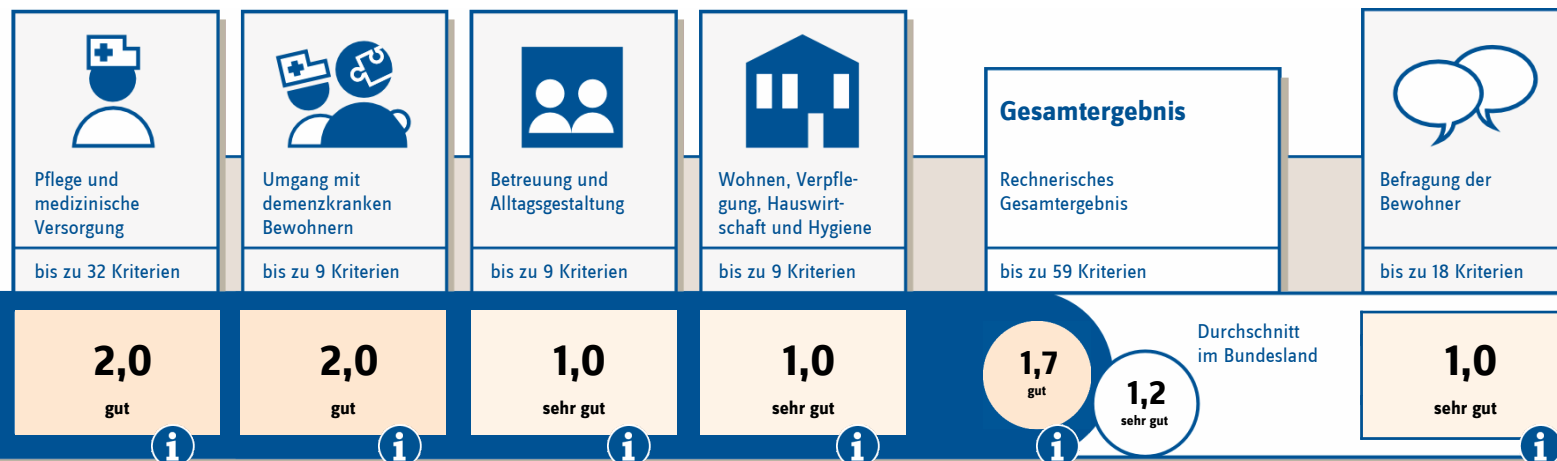 Pflege und
medizinische
Versorgung
bis zu 32 Kriterien
2,0
gut
i
Umgang mit
demenzkranken
Bewohnern
bis zu 9 Kriterien
2,0
gut
i
Betreuung und
Alltagsgestaltung
bis zu 9 Kriterien
1,0
sehr gut
i
Wohnen, Verpfle-
gung, Hauswirt-
schaft und Hygiene
bis zu 9 Kriterien
1,0
sehr gut
i
Gesamtergebnis
Rechnerisches
Gesamtergebnis
bis zu 59 Kriterien
1,7
gut
i
1,2
sehr gut
Durchschnitt
im Bundesland
Befragung der
Bewohner
bis zu 18 Kriterien
1,0
sehr gut
i